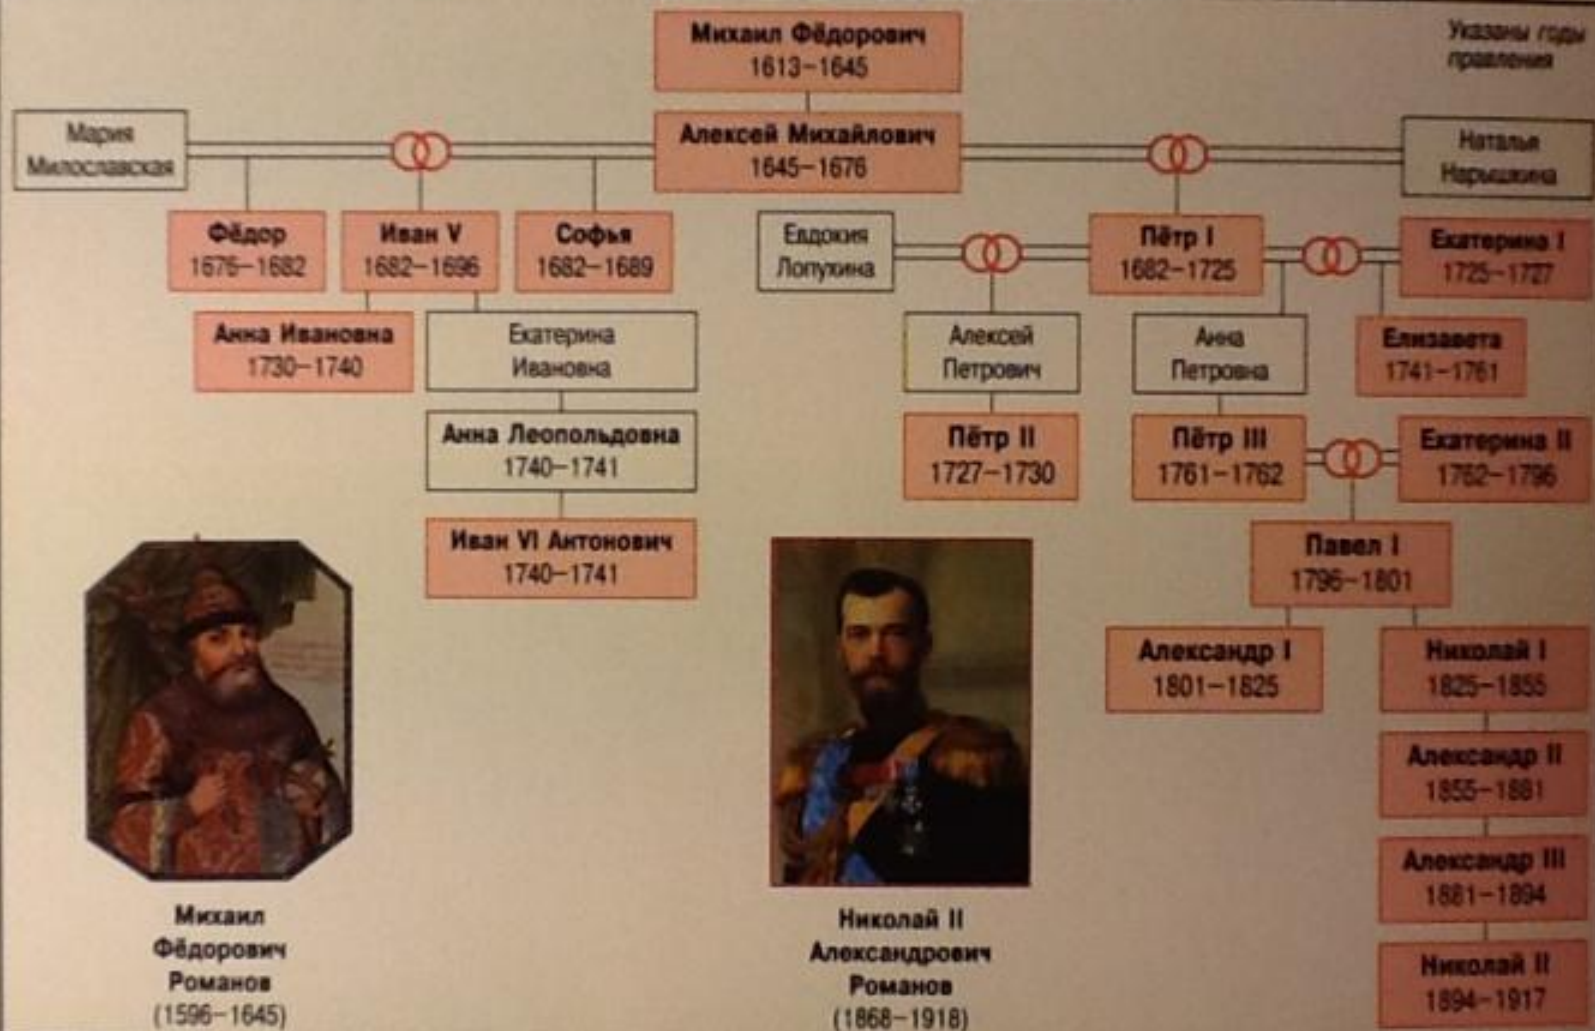 Михаил Фёдорович
1613–1645
Указаны годы
правления
Мария
Милославская
Алексей Михайлович
1645–1676
Наталья
Нарышкина
Фёдор
1676–1682
Иван V
1682–1696
Софья
1682–1689
Евдокия
Лопухина
Пётр I
1682–1725
Екатерина I
1725–1727
Анна Ивановна
1730–1740
Екатерина
Ивановна
Алексей
Петрович
Анна
Петровна
Елизавета
1741–1761
Анна Леопольдовна
1740–1741
Пётр II
1727–1730
Пётр III
1761–1762
Екатерина II
1762–1796
Иван VI Антонович
1740–1741
Павел I
1796–1801
Александр I
1801–1825
Николай I
1825–1855
Александр II
1855–1881
Александр III
1881–1894
Николай II
1894–1917
Михаил
Фёдорович
Романов
(1596–1645)
Николай II
Александрович
Романов
(1868–1918)